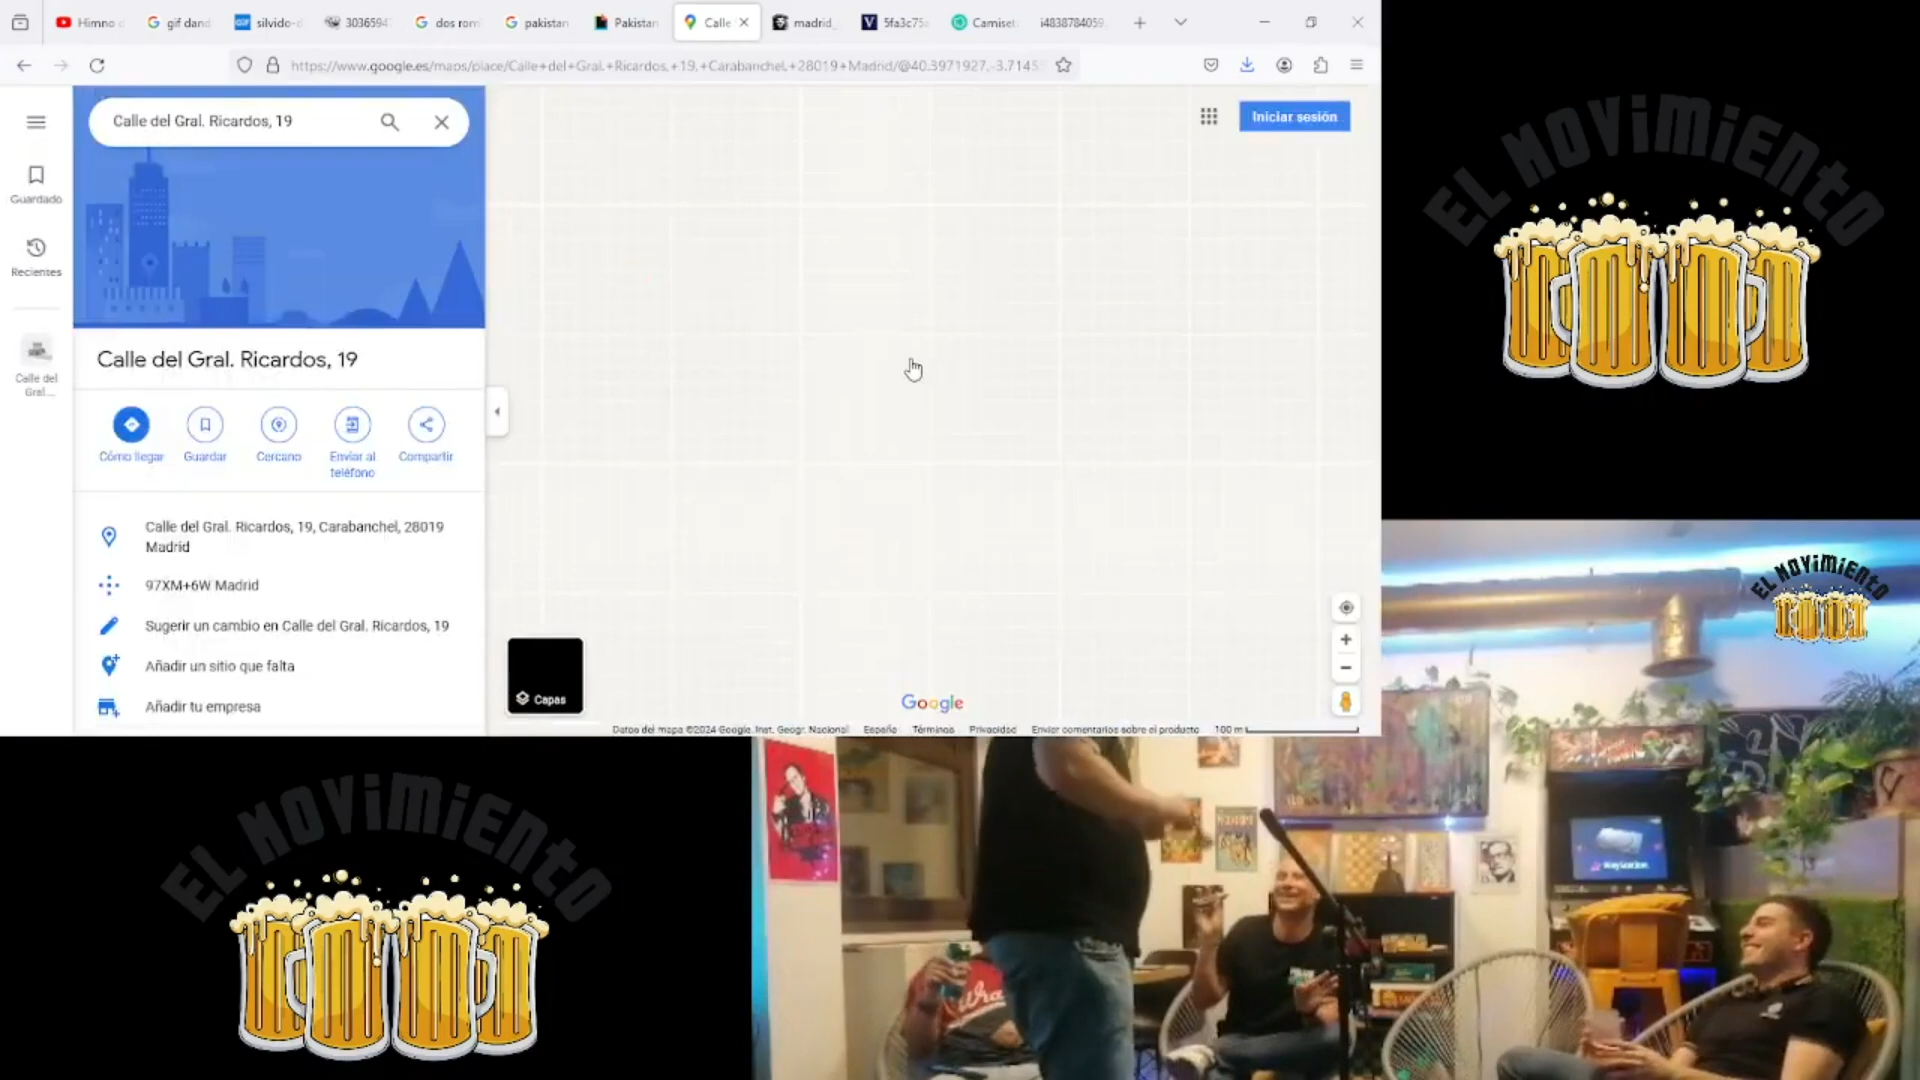 Himno d
gif dand
silvido-d
3036594
dos rom
pakistan
Pakistan
Calle
madrid_
5fa3c75a
Camiset
i4838784059
https://www.google.es/maps/place/Calle+del+Gral.+Ricardos,+19,+Carabanchel,+28019+Madrid/@40.3971927,-3.71455
Calle del Gral. Ricardos, 19
Iniciar sesión
Guardado
Recientes
Calle del
Gral...
Calle del Gral. Ricardos, 19
Cómo llegar
Guardar
Cercano
Enviar al
teléfono
Compartir
Calle del Gral. Ricardos, 19, Carabanchel, 28019
Madrid
97XM+6W Madrid
Sugerir un cambio en Calle del Gral. Ricardos, 19
Añadir un sitio que falta
Añadir tu empresa
Capas
Google
Datos del mapa ©2024 Google, Inst. Geogr. Nacional
España
Términos
Privacidad
Enviar comentarios sobre el producto
100 m
EL MOVIMIENTO
EL MOVIMIENTO
EL MOVIMIENTO